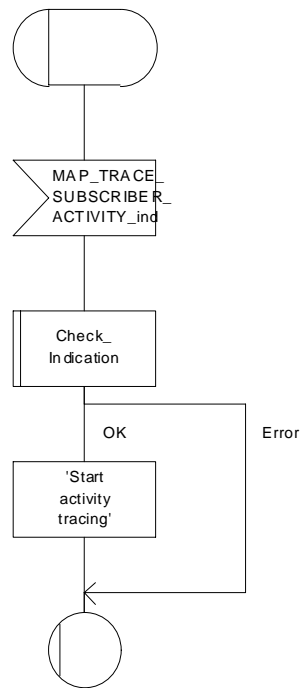 MAP_TRACE_
SUBSCRIBER_
ACTIVITY_ind
Check_
Indication
OK
Error
'Start
activity
tracing'